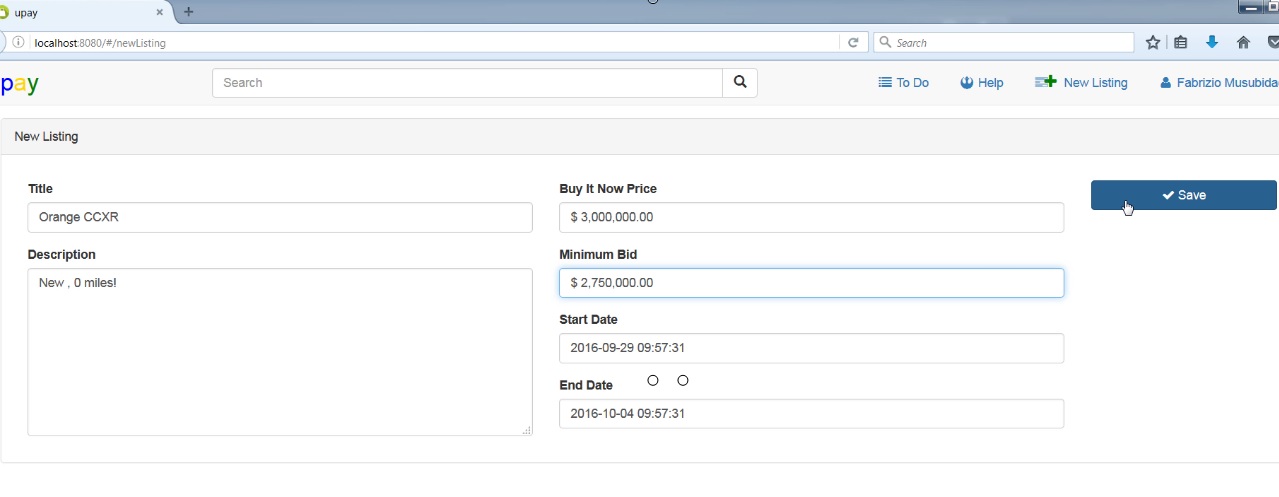 upay
localhost:8080/#/newListing
Search
pay
Search
To Do
Help
New Listing
Fabrizio Musubida
New Listing
Title
Buy It Now Price
Save
Orange CCXR
$ 3,000,000.00
Description
Minimum Bid
New , 0 miles!
$ 2,750,000.00
Start Date
2016-09-29 09:57:31
End Date
2016-10-04 09:57:31